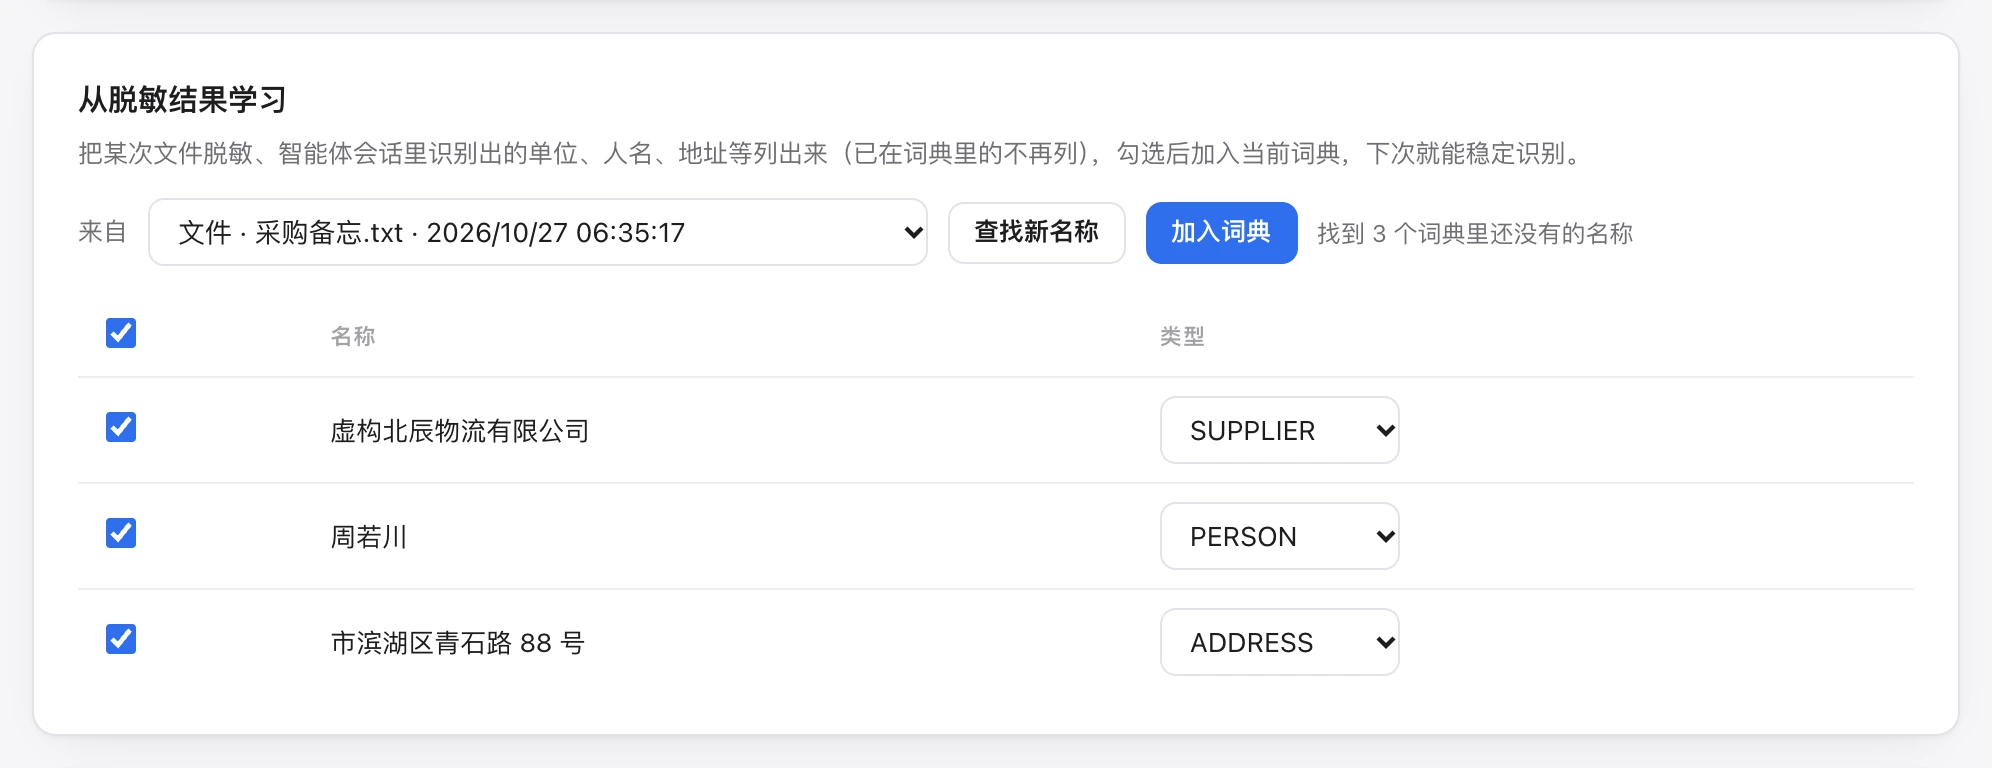 从脱敏结果学习
把某次文件脱敏、智能体会话里识别出的单位、人名、地址等列出来（已在词典里的不再列），勾选后加入当前词典，下次就能稳定识别。
来自 文件 · 采购备忘.txt · 2026/10/27 06:35:17 查找新名称 加入词典 找到 3 个词典里还没有的名称
名称 类型
虚构北辰物流有限公司 SUPPLIER
周若川 PERSON
市滨湖区青石路 88 号 ADDRESS